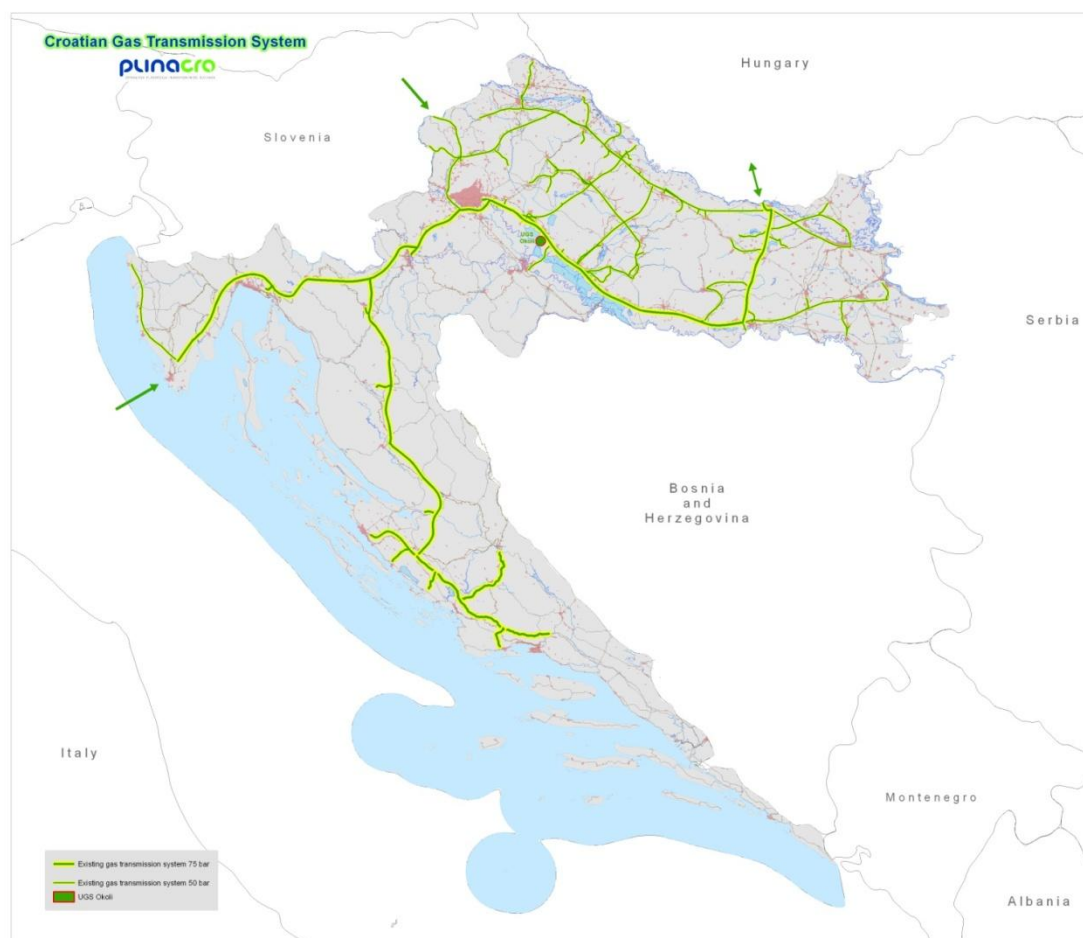 Croatian Gas Transmission System
plinacro
Hungary
Slovenia
UGS
Okoli
Serbia
Bosnia
and
Herzegovina
Italy
Montenegro
Albania
Existing gas transmission system 75 bar
Existing gas transmission system 50 bar
UGS Okoli